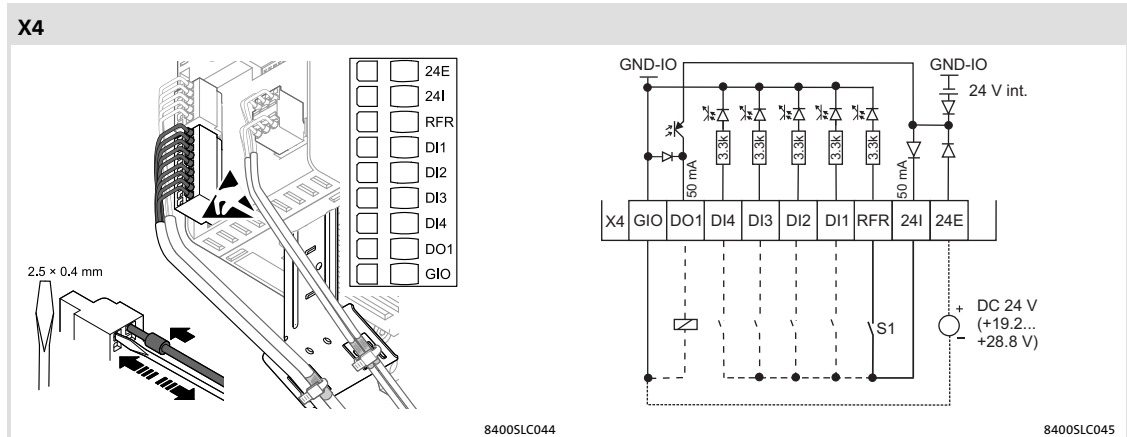 X4
24E
24I
RFR
DI1
DI2
DI3
DI4
DO1
GIO
2.5 × 0.4 mm
8400SLC044
GND-IO
GND-IO
24 V int.
3.3k
3.3k
3.3k
3.3k
3.3k
50 mA
50 mA
X4 GIO DO1 DI4 DI3 DI2 DI1 RFR 24I 24E
S1
+
DC 24 V
(+19.2...
+28.8 V)
–
8400SLC045